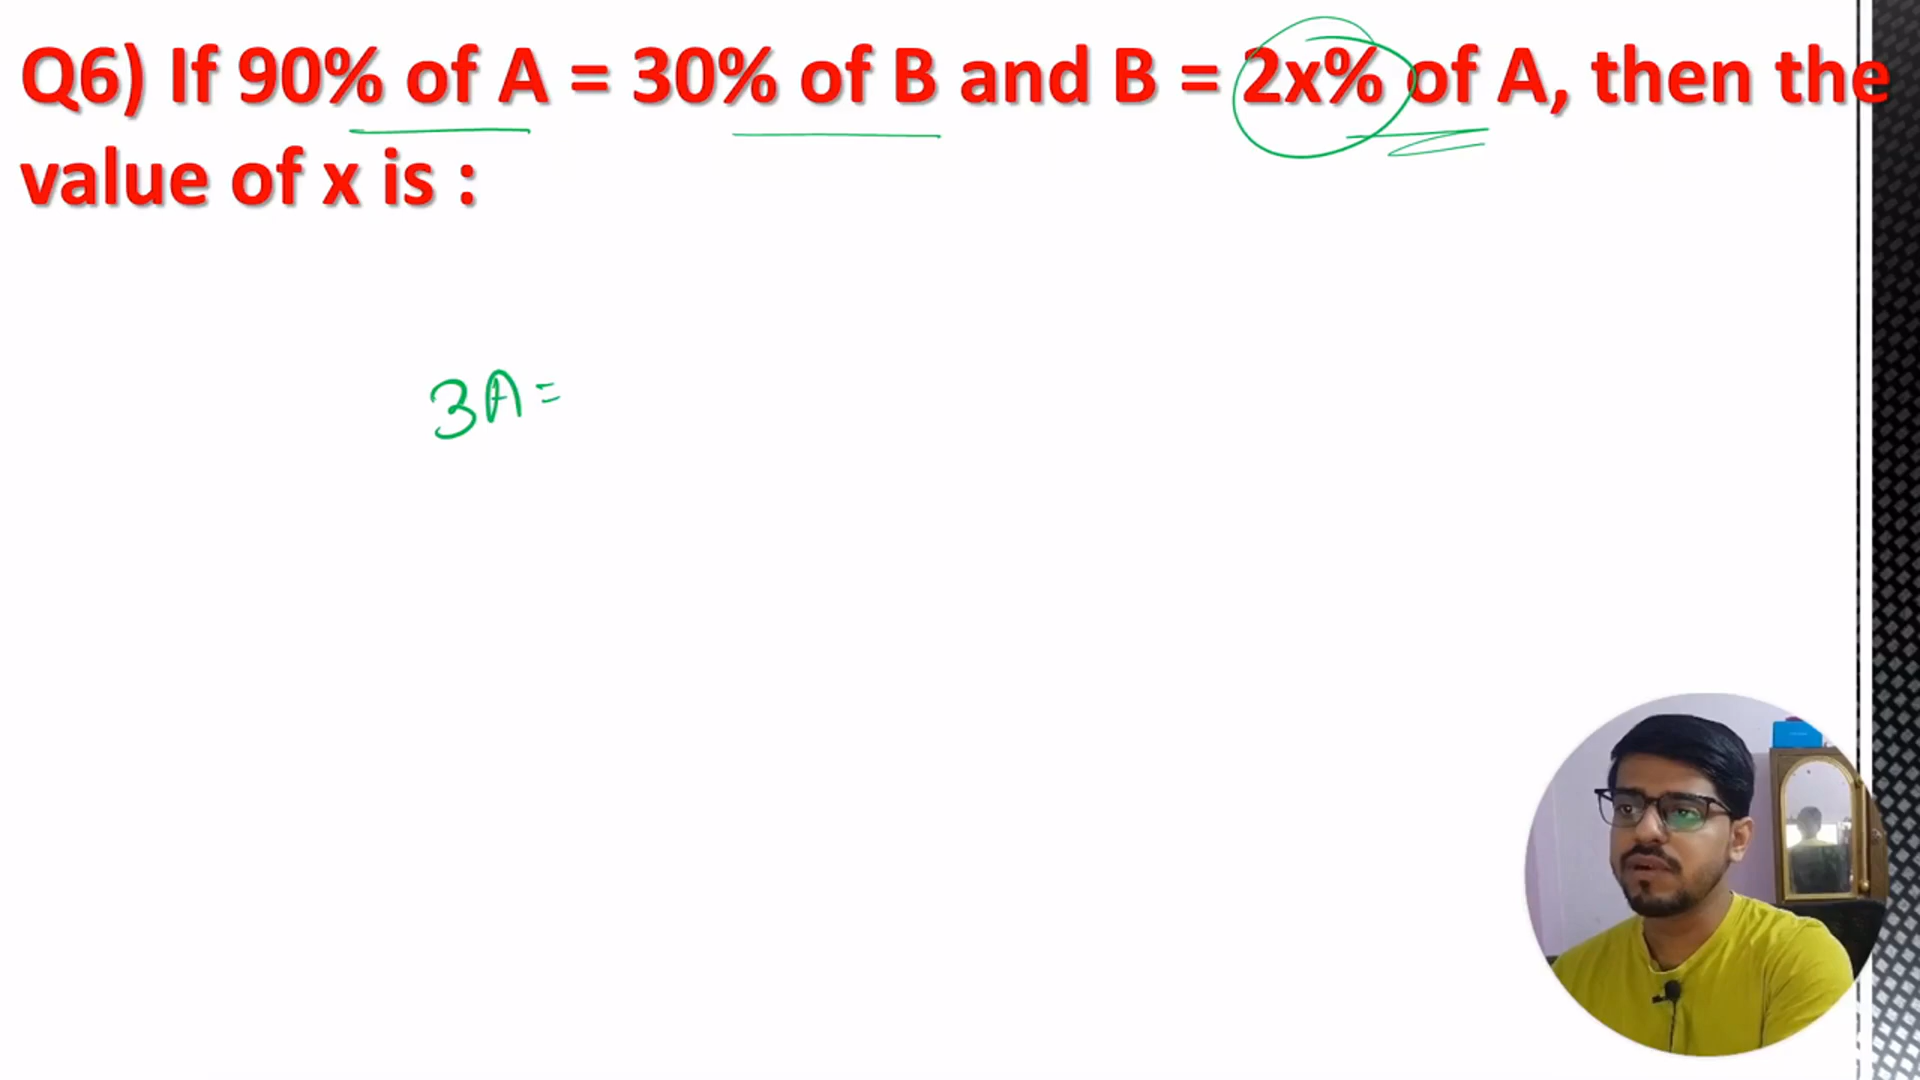 Q6) If 90% of A = 30% of B and B = 2x% of A, then the
value of x is :
3A=